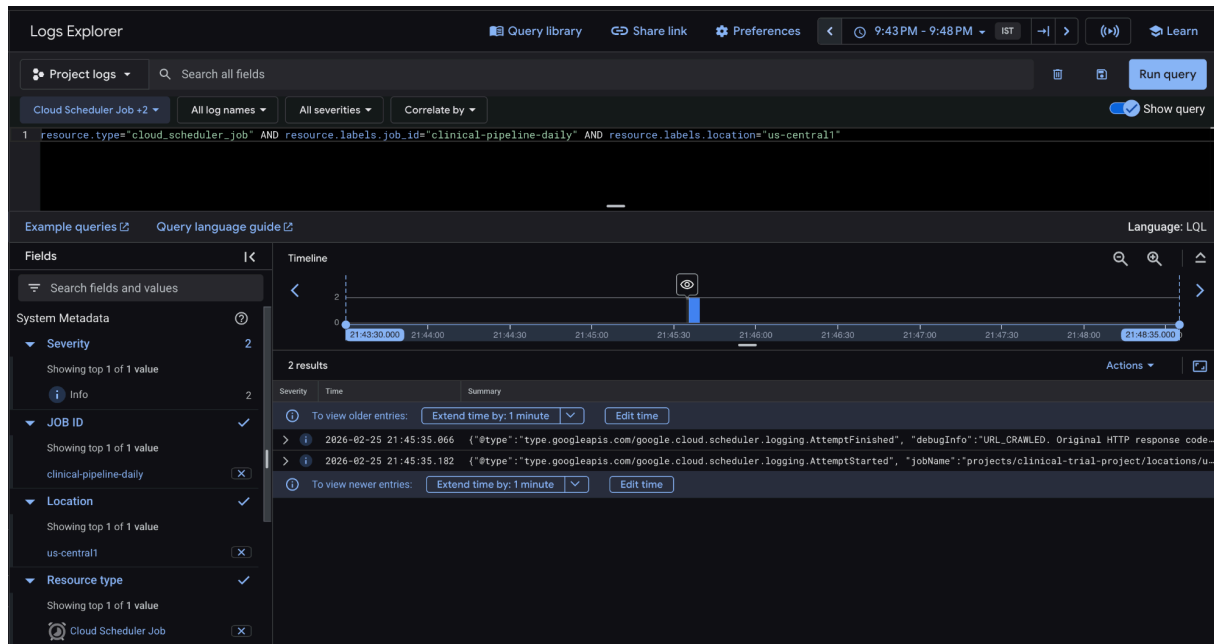 Logs Explorer
Query library
Share link
Preferences
9:43 PM - 9:48 PM
IST
Learn
Project logs
Search all fields
Run query
Cloud Scheduler Job +2
All log names
All severities
Correlate by
Show query
1 resource.type="cloud_scheduler_job" AND resource.labels.job_id="clinical-pipeline-daily" AND resource.labels.location="us-central1"
Example queries
Query language guide
Language: LQL
Fields
Search fields and values
System Metadata
Severity 2
Showing top 1 of 1 value
Info 2
JOB ID
Showing top 1 of 1 value
clinical-pipeline-daily
Location
Showing top 1 of 1 value
us-central1
Resource type
Showing top 1 of 1 value
Cloud Scheduler Job
Timeline
2
0
21:43:30.000 21:44:00 21:44:30 21:45:00 21:45:30 21:46:00 21:46:30 21:47:00 21:47:30 21:48:00 21:48:35.000
2 results
Actions
Severity Time Summary
To view older entries: Extend time by: 1 minute Edit time
2026-02-25 21:45:35.066 {"@type":"type.googleapis.com/google.cloud.scheduler.logging.AttemptFinished", "debugInfo":"URL_CRAWLED. Original HTTP response code…
2026-02-25 21:45:35.182 {"@type":"type.googleapis.com/google.cloud.scheduler.logging.AttemptStarted", "jobName":"projects/clinical-trial-project/locations/u…
To view newer entries: Extend time by: 1 minute Edit time